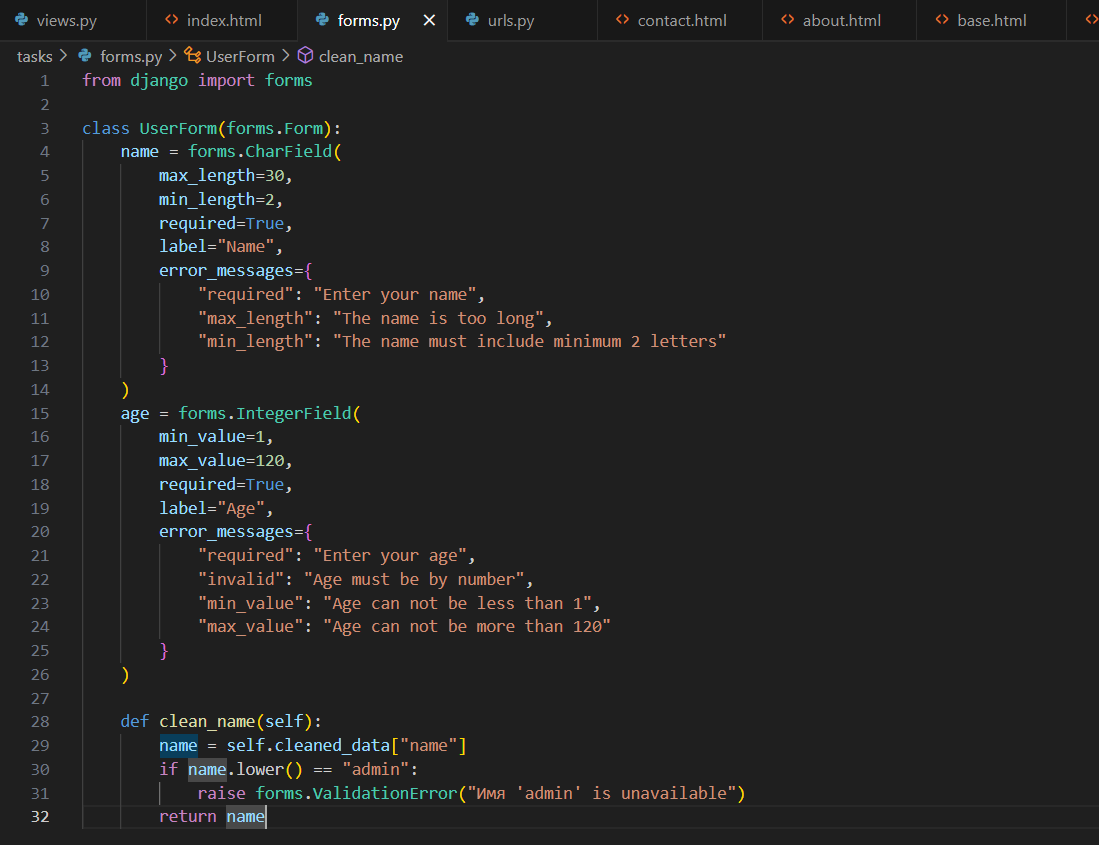 views.py index.html forms.py urls.py contact.html about.html base.html
tasks > forms.py > UserForm > clean_name
1 from django import forms
2
3 class UserForm(forms.Form):
4     name = forms.CharField(
5         max_length=30,
6         min_length=2,
7         required=True,
8         label="Name",
9         error_messages={
10             "required": "Enter your name",
11             "max_length": "The name is too long",
12             "min_length": "The name must include minimum 2 letters"
13         }
14     )
15     age = forms.IntegerField(
16         min_value=1,
17         max_value=120,
18         required=True,
19         label="Age",
20         error_messages={
21             "required": "Enter your age",
22             "invalid": "Age must be by number",
23             "min_value": "Age can not be less than 1",
24             "max_value": "Age can not be more than 120"
25         }
26     )
27
28     def clean_name(self):
29         name = self.cleaned_data["name"]
30         if name.lower() == "admin":
31             raise forms.ValidationError("Имя 'admin' is unavailable")
32         return name